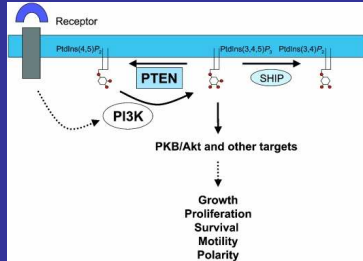 Receptor
PtdIns(4,5)P₂ PtdIns(3,4,5)P₃ PtdIns(3,4)P₂
PTEN
SHIP
PI3K
PKB/Akt and other targets
Growth
Proliferation
Survival
Motility
Polarity